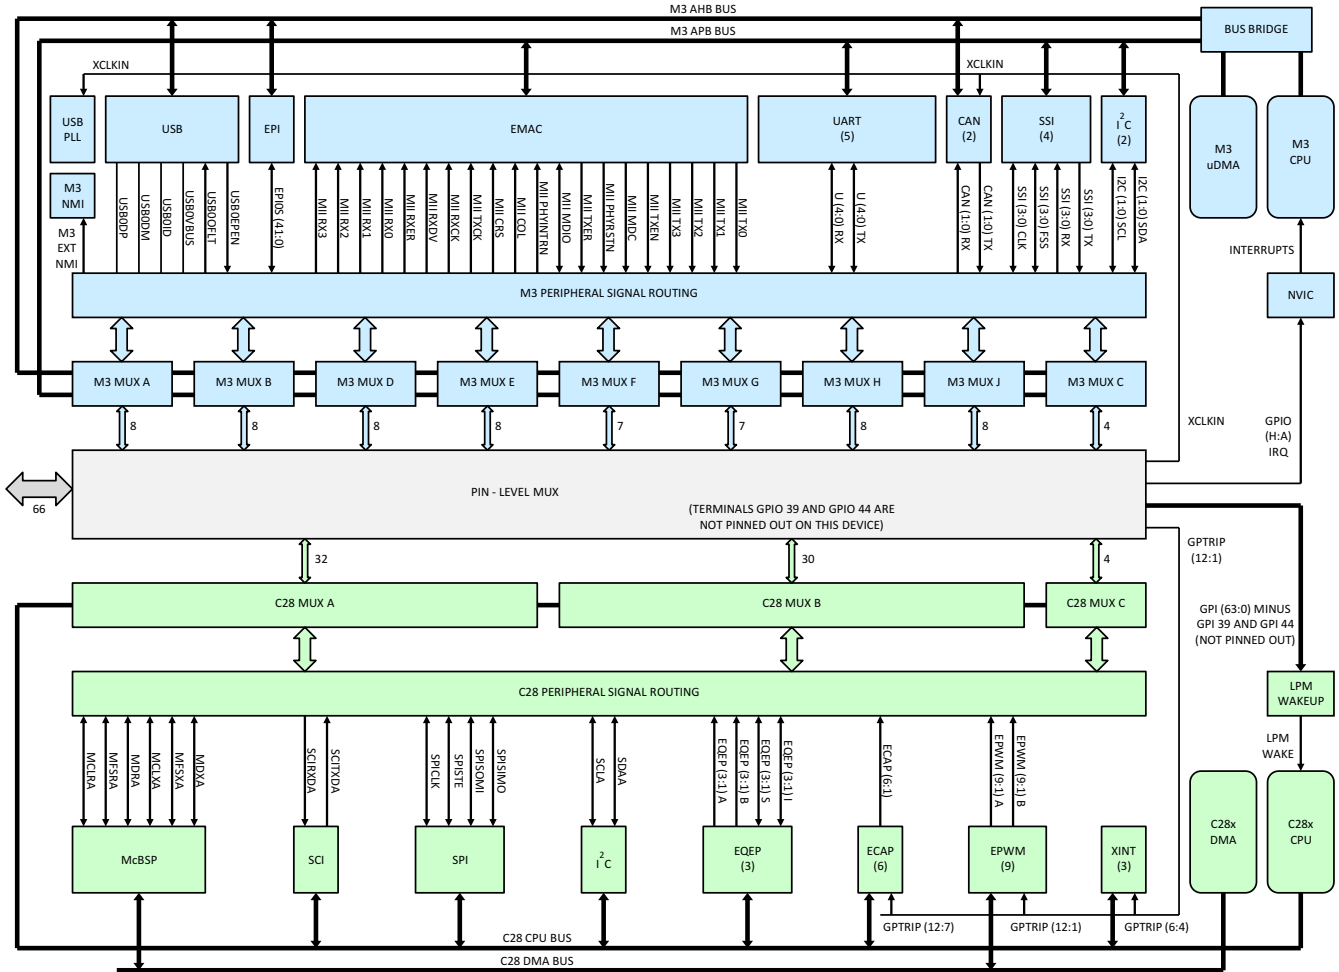 M3 AHB BUS
M3 APB BUS
BUS BRIDGE
XCLKIN
XCLKIN
USB
PLL
USB
EPI
EMAC
UART
(5)
CAN
(2)
SSI
(4)
I2C
(2)
M3
uDMA
M3
CPU
M3
NMI
M3
EXT
NMI
USB0DP
USB0DM
USB0ID
USB0VBUS
USB0OFLT
USB0EPEN
EPI0S (41:0)
MII RX3
MII RX2
MII RX1
MII RX0
MII RXER
MII RXDV
MII RXCK
MII TXCK
MII CRS
MII COL
MII PHYINTRN
MII MDIO
MII TXER
MII PHYRSTN
MII MDC
MII TXEN
MII TX3
MII TX2
MII TX1
MII TX0
U (4:0) RX
U (4:0) TX
CAN (1:0) RX
CAN (1:0) TX
SSI (3:0) CLK
SSI (3:0) FSS
SSI (3:0) RX
SSI (3:0) TX
I2C (1:0) SCL
I2C (1:0) SDA
INTERRUPTS
M3 PERIPHERAL SIGNAL ROUTING
NVIC
M3 MUX A
M3 MUX B
M3 MUX D
M3 MUX E
M3 MUX F
M3 MUX G
M3 MUX H
M3 MUX J
M3 MUX C
8
8
8
8
7
7
8
8
4
XCLKIN
GPIO
(H:A)
IRQ
PIN - LEVEL MUX
66
(TERMINALS GPIO 39 AND GPIO 44 ARE
NOT PINNED OUT ON THIS DEVICE)
32
30
4
GPTRIP
(12:1)
C28 MUX A
C28 MUX B
C28 MUX C
GPI (63:0) MINUS
GPI 39 AND GPI 44
(NOT PINNED OUT)
C28 PERIPHERAL SIGNAL ROUTING
LPM
WAKEUP
LPM
WAKE
MCLRA
MFSRA
MDRA
MCLXA
MFSXA
MDXA
SCIRXDA
SCITXDA
SPICLK
SPISTE
SPISOMI
SPISIMO
SCLA
SDAA
EQEP (3:1) A
EQEP (3:1) B
EQEP (3:1) S
EQEP (3:1) I
ECAP (6:1)
EPWM (9:1) A
EPWM (9:1) B
McBSP
SCI
SPI
I2C
EQEP
(3)
ECAP
(6)
EPWM
(9)
XINT
(3)
C28x
DMA
C28x
CPU
GPTRIP (12:7)
GPTRIP (12:1)
GPTRIP (6:4)
C28 CPU BUS
C28 DMA BUS